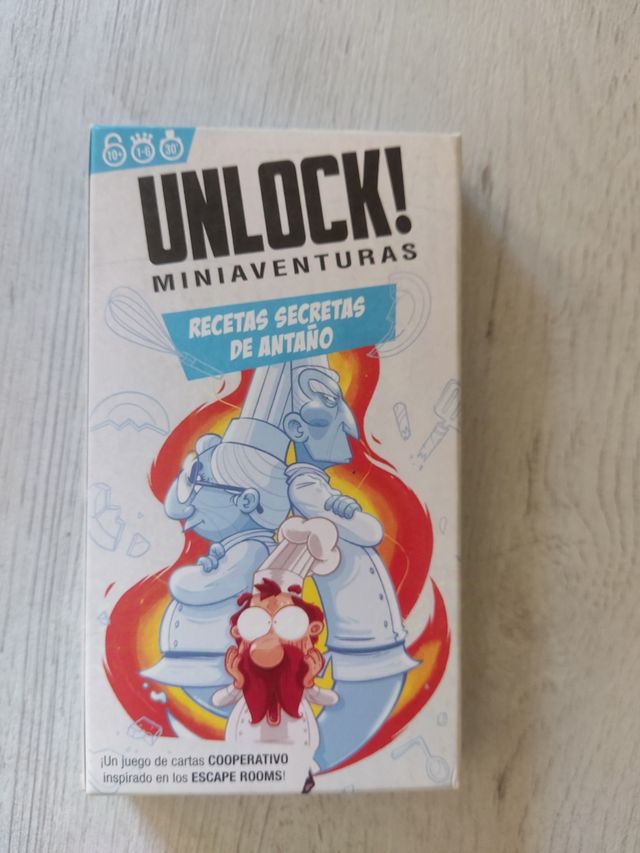 10+ 1-6 30'
UNLOCK!
MINIAVENTURAS
RECETAS SECRETAS
DE ANTAÑO
¡Un juego de cartas COOPERATIVO
inspirado en los ESCAPE ROOMS!